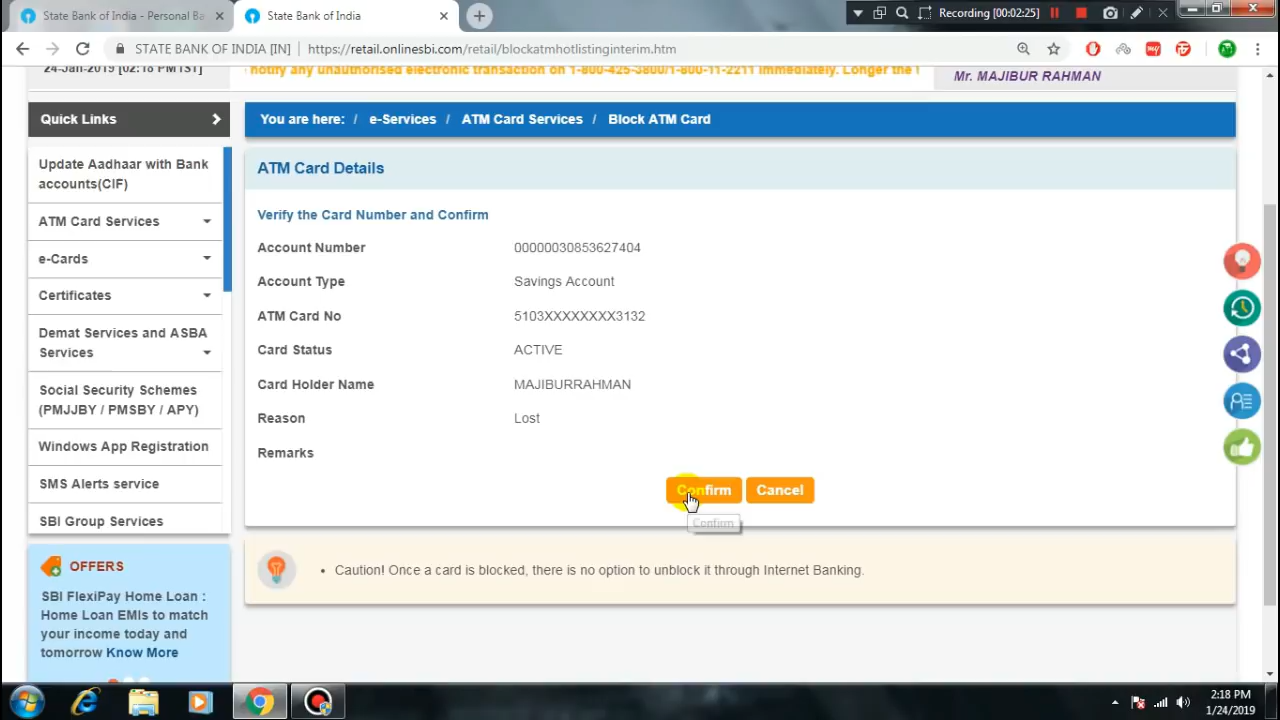 State Bank of India - Personal Ba
State Bank of India
Recording [00:02:25]
STATE BANK OF INDIA [IN]
https://retail.onlinesbi.com/retail/blockatmhotlistinginterim.htm
24-Jan-2019 [02:18 PM IST]
notify any unauthorised electronic transaction on 1-800-425-3800/1-800-11-2211 immediately. Longer the
Mr. MAJIBUR RAHMAN
Quick Links
You are here: / e-Services / ATM Card Services / Block ATM Card
Update Aadhaar with Bank
accounts(CIF)
ATM Card Services
e-Cards
Certificates
Demat Services and ASBA
Services
Social Security Schemes
(PMJJBY / PMSBY / APY)
Windows App Registration
SMS Alerts service
SBI Group Services
OFFERS
SBI FlexiPay Home Loan :
Home Loan EMIs to match
your income today and
tomorrow Know More
ATM Card Details
Verify the Card Number and Confirm
Account Number 00000030853627404
Account Type Savings Account
ATM Card No 5103XXXXXXXX3132
Card Status ACTIVE
Card Holder Name MAJIBURRAHMAN
Reason Lost
Remarks
Confirm Cancel
Confirm
• Caution! Once a card is blocked, there is no option to unblock it through Internet Banking.
2:18 PM
1/24/2019